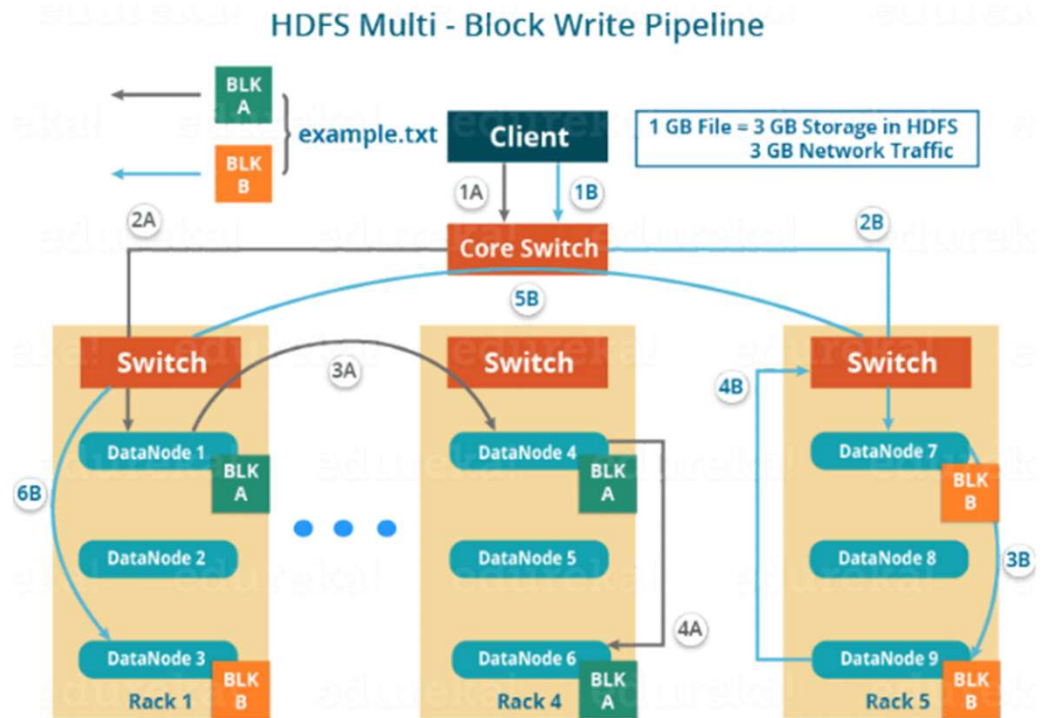 HDFS Multi - Block Write Pipeline
BLK
A
example.txt
BLK
B
Client
1 GB File = 3 GB Storage in HDFS
3 GB Network Traffic
1A
1B
2A
2B
Core Switch
5B
Switch
Switch
Switch
3A
4B
DataNode 1
BLK
A
DataNode 4
BLK
A
DataNode 7
BLK
B
6B
DataNode 2
DataNode 5
DataNode 8
3B
4A
DataNode 3
BLK
B
Rack 1
DataNode 6
BLK
A
Rack 4
DataNode 9
BLK
B
Rack 5
edureka!